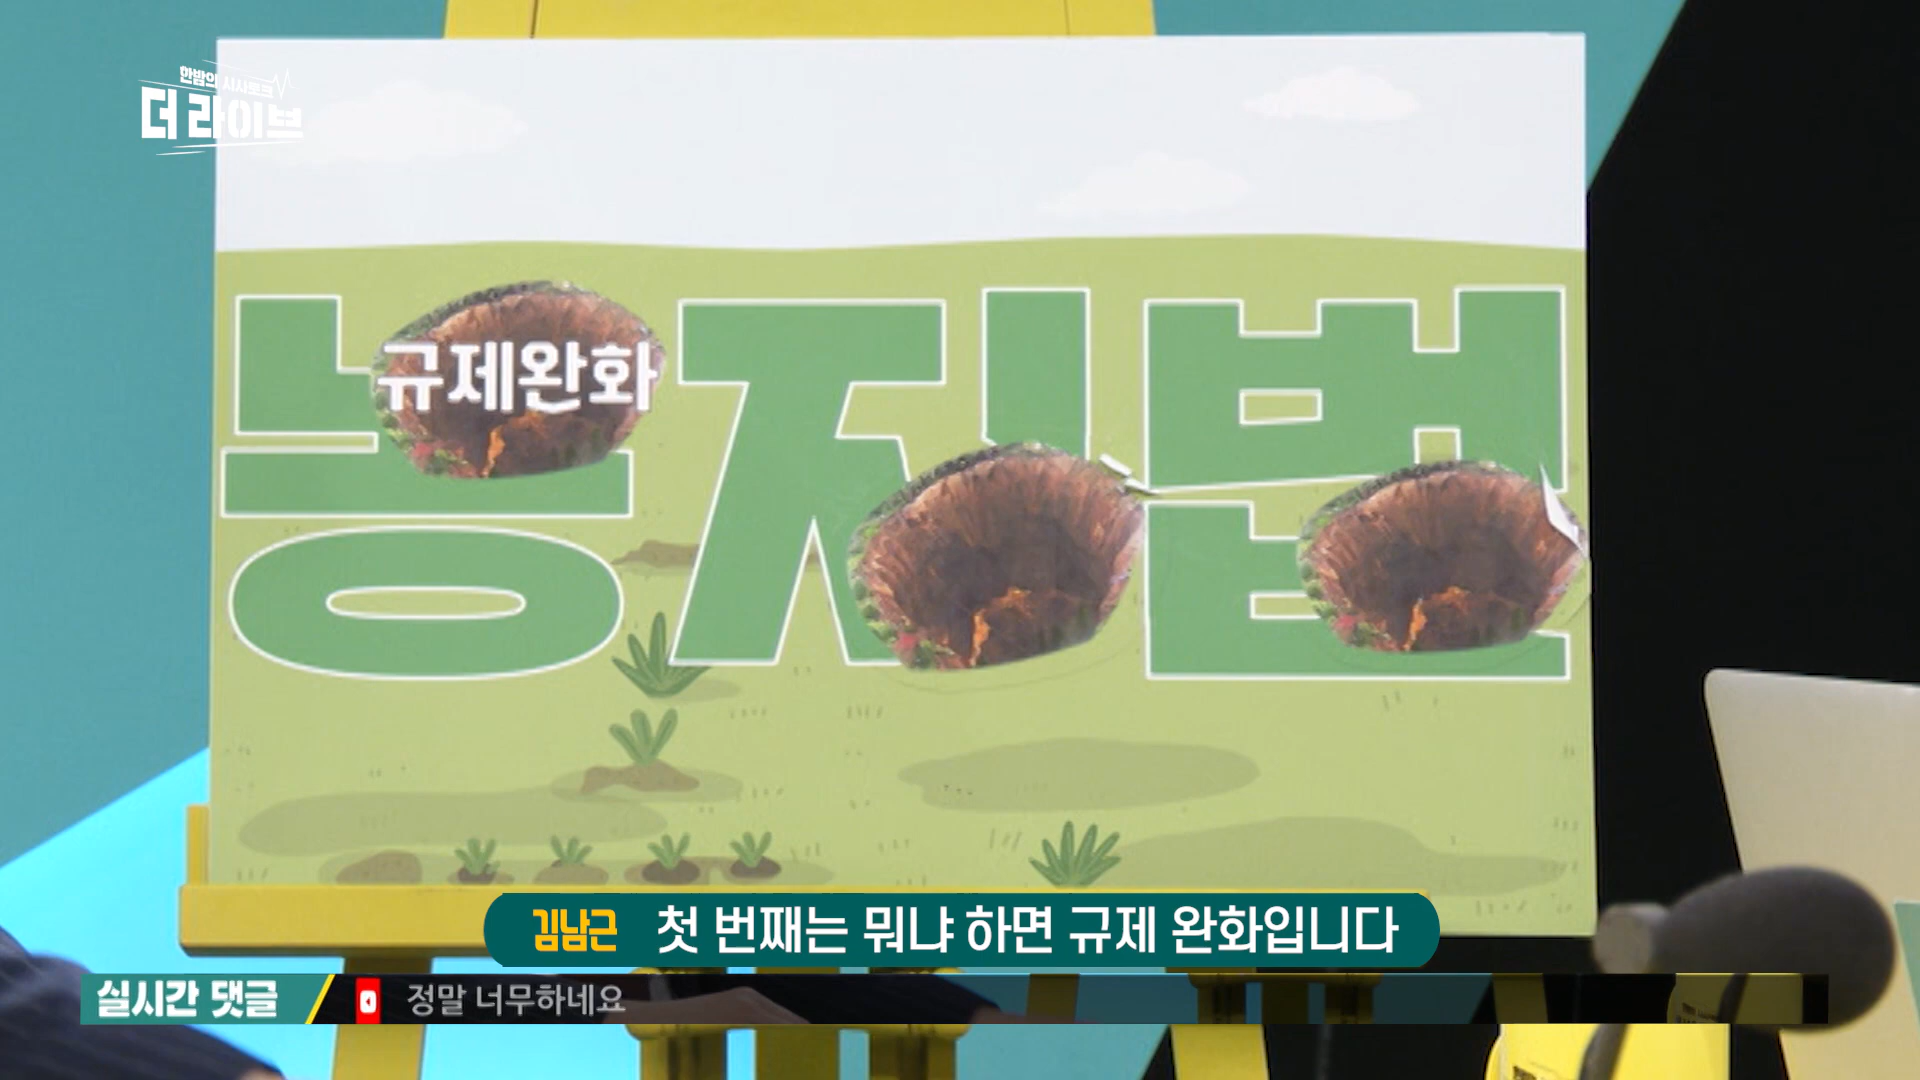 한밤의 시사토크
더 라이브
농지법
규제완화
김남근 첫 번째는 뭐냐 하면 규제 완화입니다
실시간 댓글 정말 너무하네요